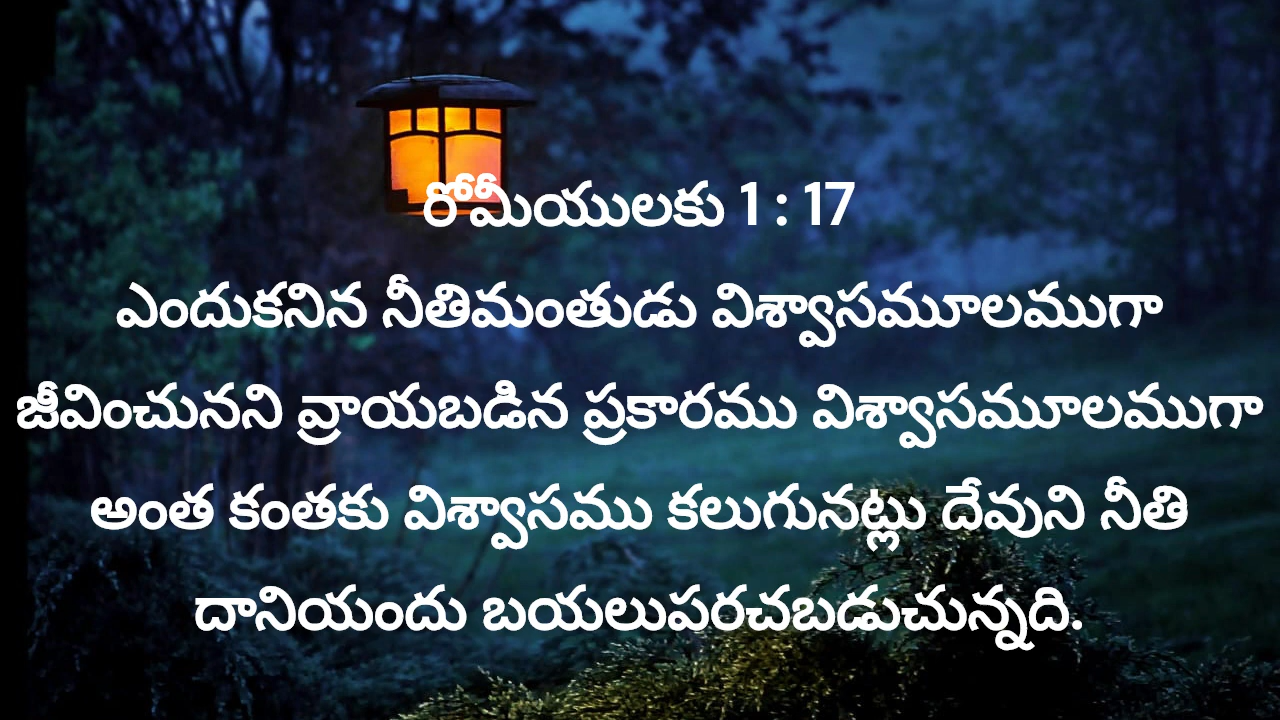 రోమీయులకు 1 : 17
ఎందుకనిన నీతిమంతుడు విశ్వాసమూలముగా
జీవించునని వ్రాయబడిన ప్రకారము విశ్వాసమూలముగా
అంత కంతకు విశ్వాసము కలుగునట్లు దేవుని నీతి
దానియందు బయలుపరచబడుచున్నది.